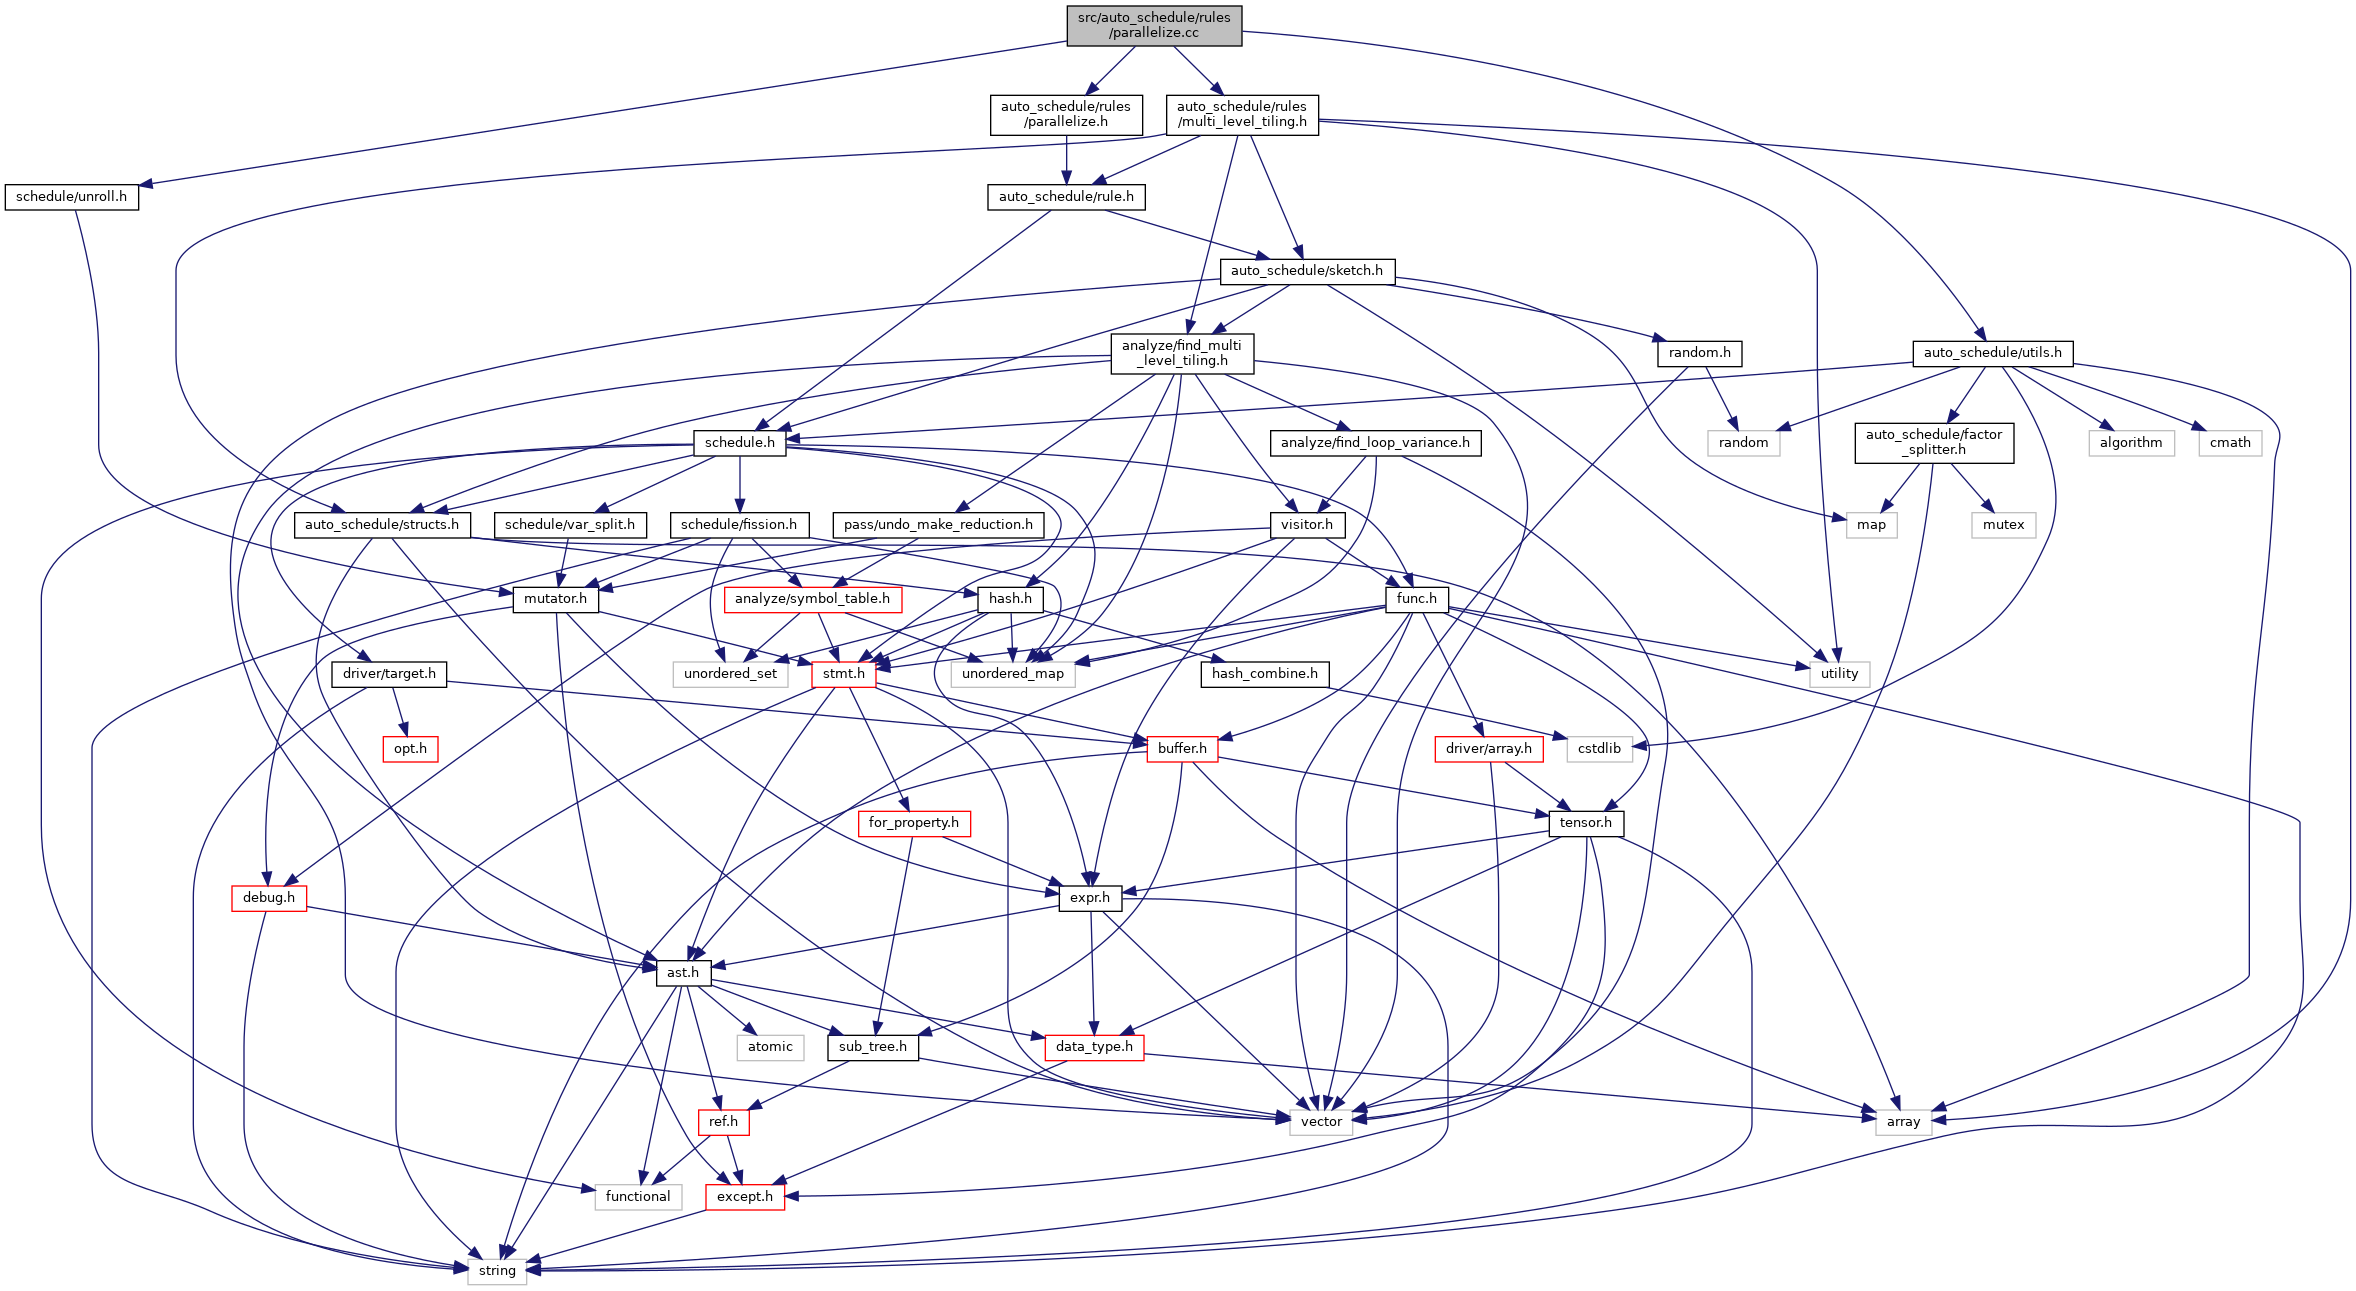 src/auto_schedule/rules
/parallelize.cc
auto_schedule/rules
/parallelize.h
auto_schedule/rules
/multi_level_tiling.h
schedule/unroll.h
auto_schedule/rule.h
auto_schedule/sketch.h
analyze/find_multi
_level_tiling.h
random.h
auto_schedule/utils.h
schedule.h
analyze/find_loop_variance.h
random
auto_schedule/factor
_splitter.h
algorithm
cmath
auto_schedule/structs.h
schedule/var_split.h
schedule/fission.h
pass/undo_make_reduction.h
visitor.h
map
mutex
mutator.h
analyze/symbol_table.h
hash.h
func.h
driver/target.h
unordered_set
stmt.h
unordered_map
hash_combine.h
utility
opt.h
buffer.h
driver/array.h
cstdlib
for_property.h
tensor.h
debug.h
expr.h
ast.h
atomic
sub_tree.h
data_type.h
ref.h
vector
array
functional
except.h
string